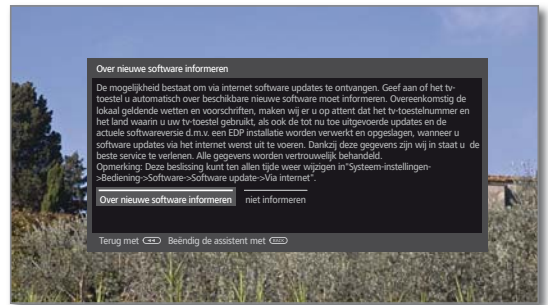 Over nieuwe software informeren
De mogelijkheid bestaat om via internet software updates te ontvangen. Geef aan of het tv-
toestel u automatisch over beschikbare nieuwe software moet informeren. Overeenkomstig de
lokaal geldende wetten en voorschriften, maken wij er u op attent dat het tv-toestelnummer en
het land waarin u uw tv-toestel gebruikt, als ook de tot nu toe uitgevoerde updates en de
actuele softwareversie d.m.v. een EDP installatie worden verwerkt en opgeslagen, wanneer u
software updates via het internet wenst uit te voeren. Dankzij deze gegevens zijn wij in staat u de
beste service te verlenen. Alle gegevens worden vertrouwelijk behandeld.
Opmerking: Deze beslissing kunt ten allen tijde weer wijzigen in"Systeem-instellingen-
>Bediening->Software->Software update->Via internet".
Over nieuwe software informeren niet informeren
Terug met Beëndig de assistent met BACK